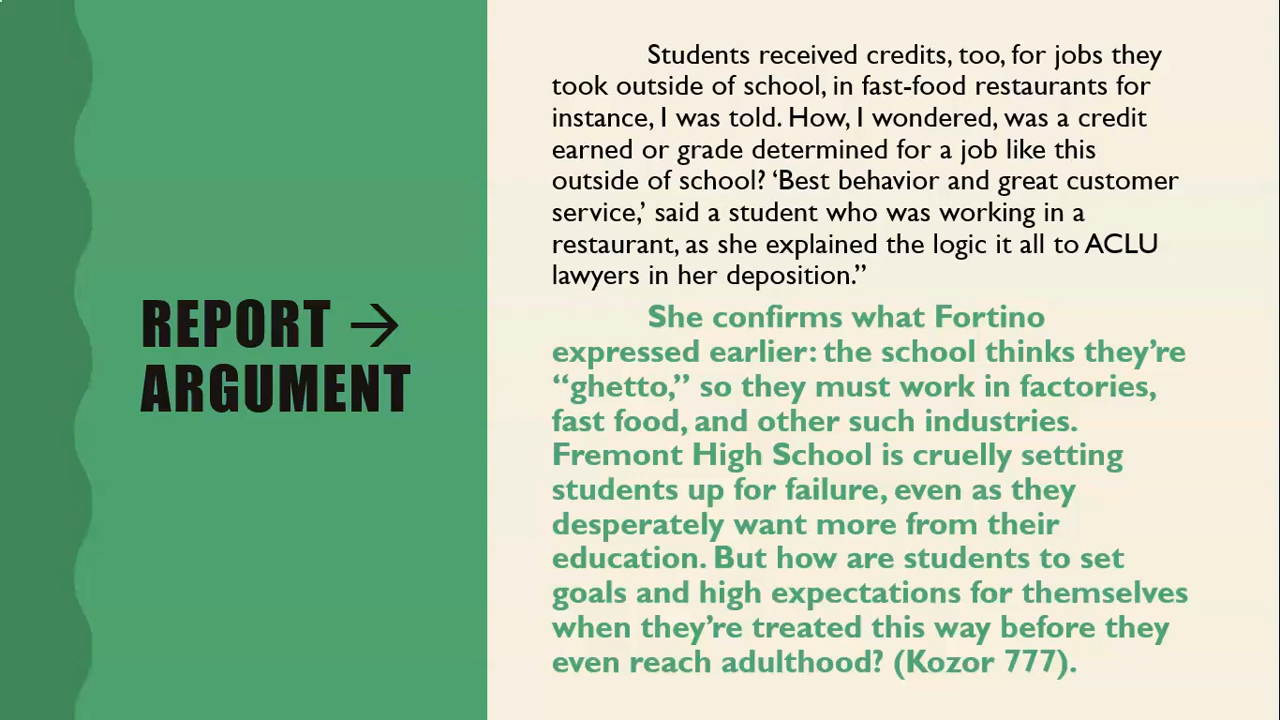 REPORT →
ARGUMENT
Students received credits, too, for jobs they
took outside of school, in fast-food restaurants for
instance, I was told. How, I wondered, was a credit
earned or grade determined for a job like this
outside of school? ‘Best behavior and great customer
service,’ said a student who was working in a
restaurant, as she explained the logic it all to ACLU
lawyers in her deposition.”
She confirms what Fortino
expressed earlier: the school thinks they’re
“ghetto,” so they must work in factories,
fast food, and other such industries.
Fremont High School is cruelly setting
students up for failure, even as they
desperately want more from their
education. But how are students to set
goals and high expectations for themselves
when they’re treated this way before they
even reach adulthood? (Kozor 777).